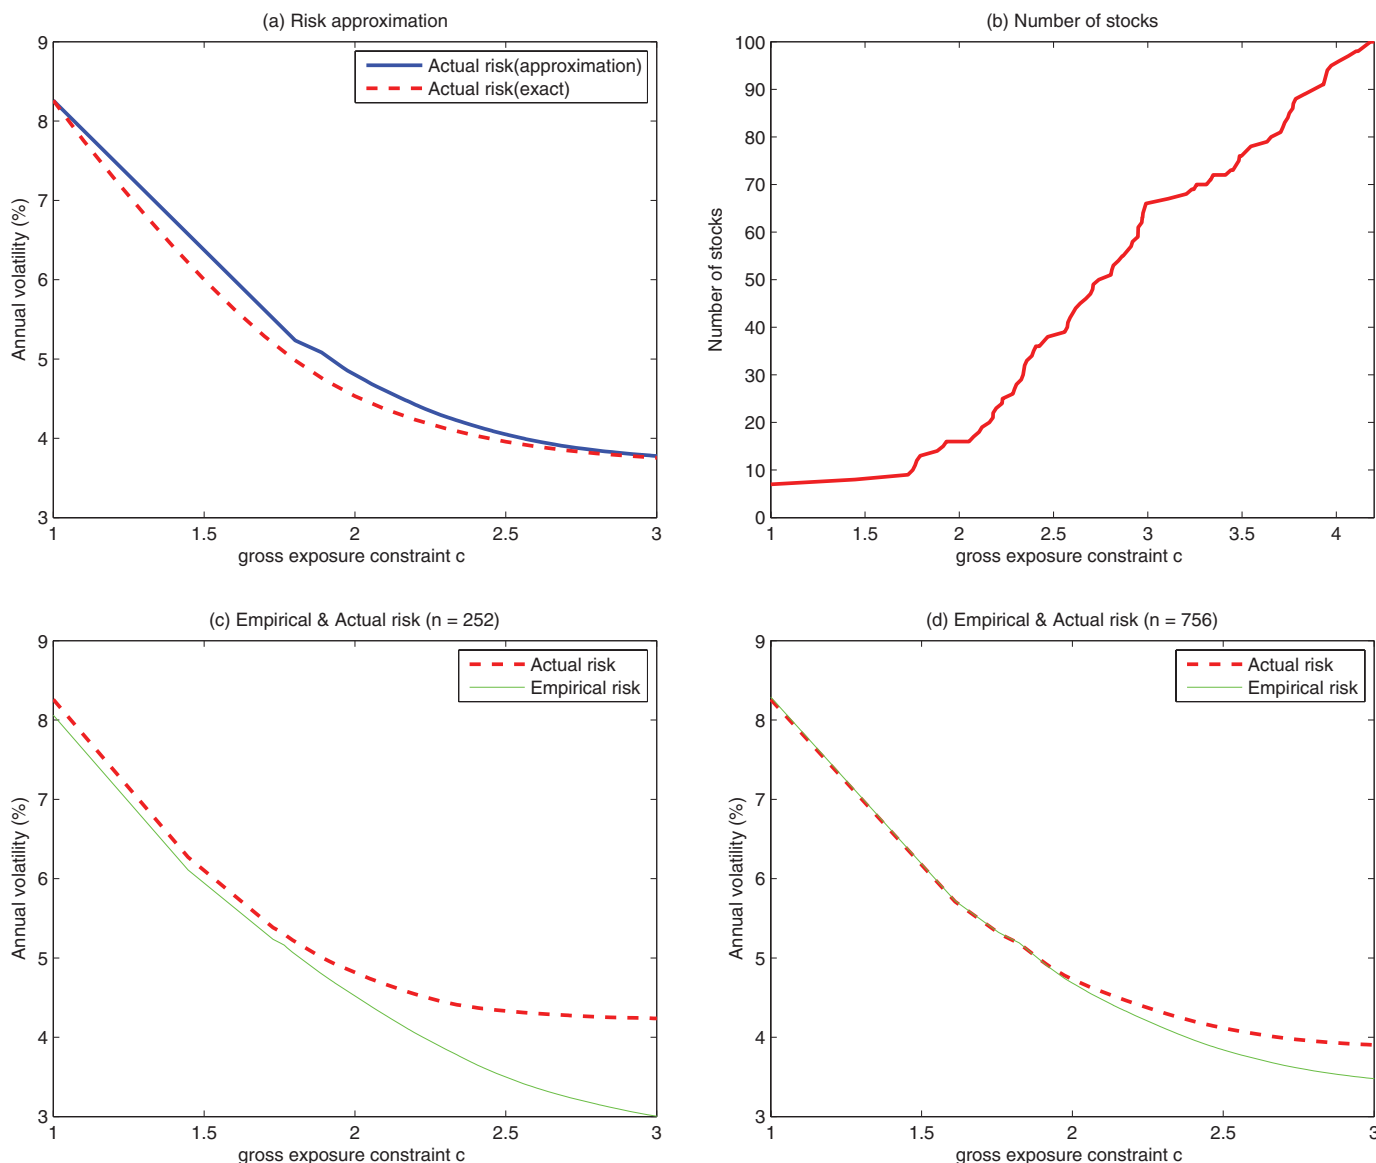 (a) Risk approximation
9
8
7
6
5
4
3
Annual volatility (%)
Actual risk(approximation)
Actual risk(exact)
1 1.5 2 2.5 3
gross exposure constraint c
(b) Number of stocks
100
90
80
70
60
50
40
30
20
10
0
Number of stocks
1 1.5 2 2.5 3 3.5 4
gross exposure constraint c
(c) Empirical & Actual risk (n = 252)
9
8
7
6
5
4
3
Annual volatility (%)
Actual risk
Empirical risk
1 1.5 2 2.5 3
gross exposure constraint c
(d) Empirical & Actual risk (n = 756)
9
8
7
6
5
4
3
Annual volatility (%)
Actual risk
Empirical risk
1 1.5 2 2.5 3
gross exposure constraint c